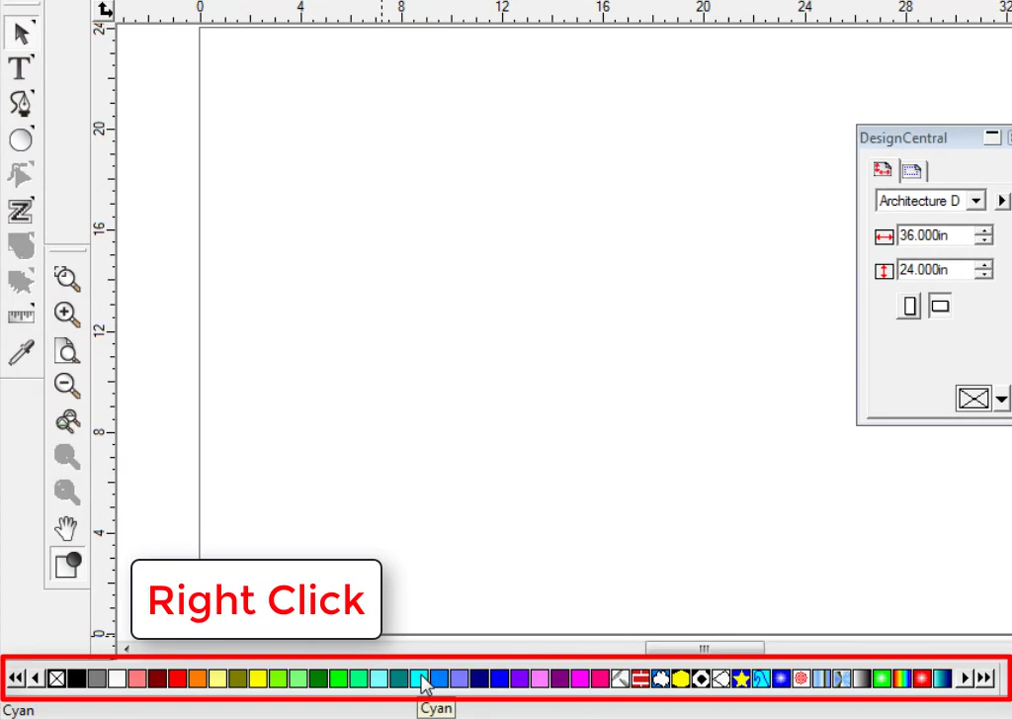 0 4 8 12 16 20 24 28 32
24
20
16
12
8
4
0
DesignCentral
Architecture D
36.000in
24.000in
Right Click
Cyan
Cyan